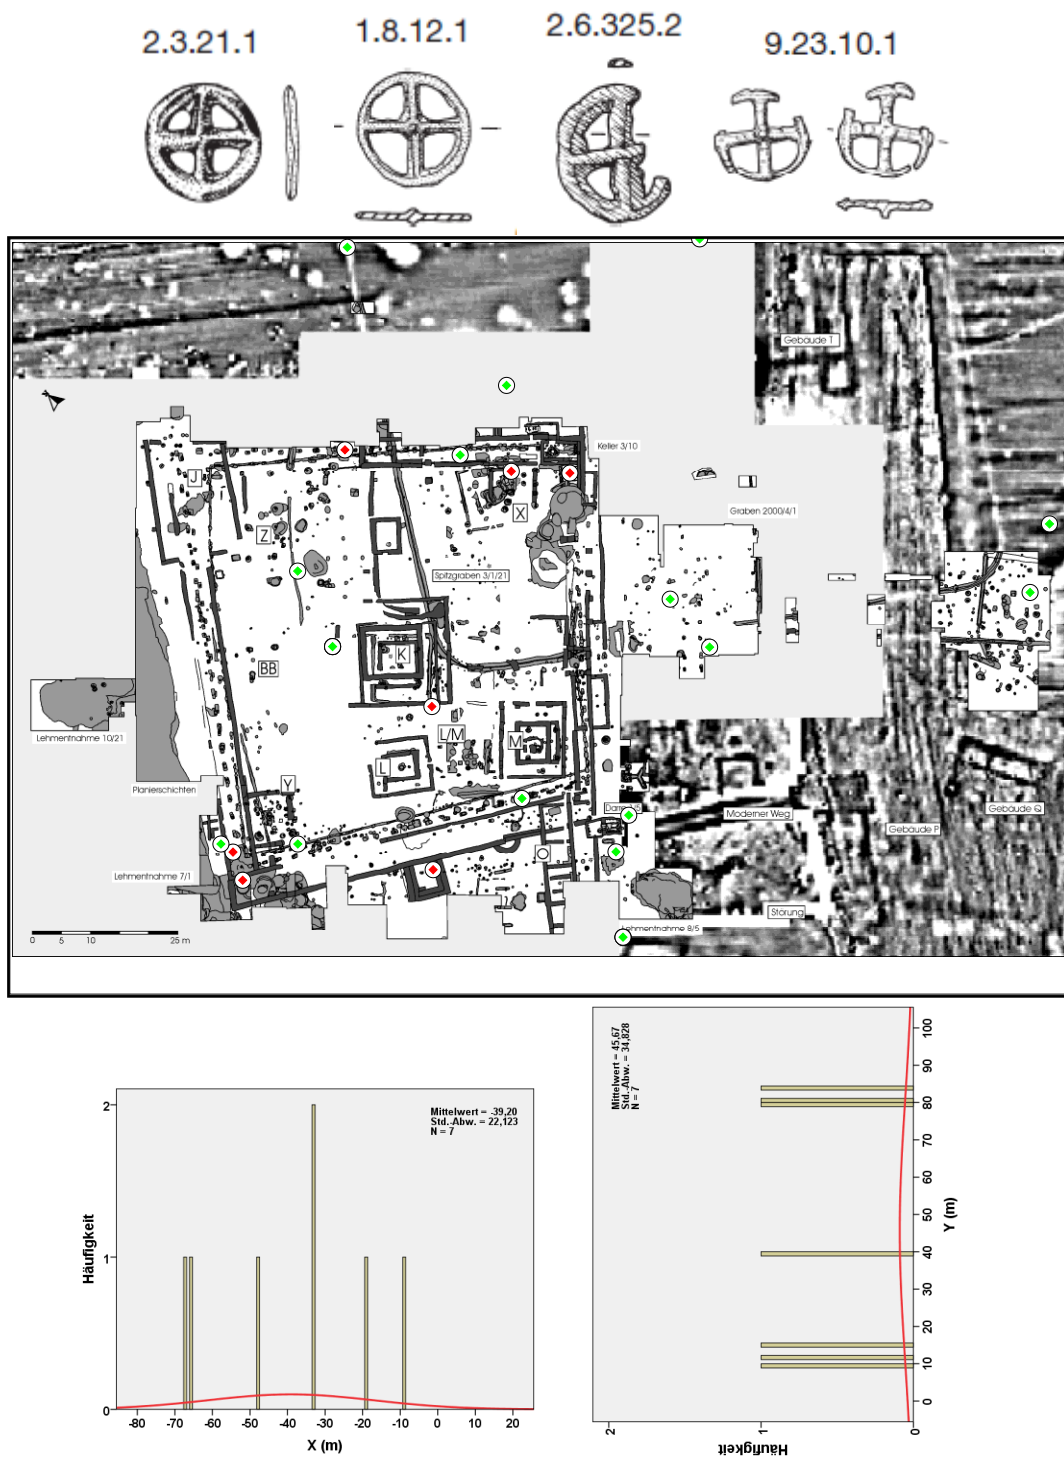 2.3.21.1
1.8.12.1
2.6.325.2
9.23.10.1
Gebäude T
Keller 3/10
J
Z
X
Graben 2000/4/1
Spitzgraben 3/1/21
K
BB
L/M
M
L
Lehmentnahme 10/21
Planierschichten
Y
Moderner Weg
Gebäude Q
Gebäude P
O
Lehmentnahme 7/1
Störung
Lehmentnahme 8/5
0 5 10 25 m
Mittelwert = -39,20
Std.-Abw. = 22,123
N = 7
Häufigkeit
2
1
0
-80 -70 -60 -50 -40 -30 -20 -10 0 10 20
X (m)
Mittelwert = 45,67
Std.-Abw. = 34,828
N = 7
100
90
80
70
60
50
40
30
20
10
0
Y (m)
2 1 0
Häufigkeit